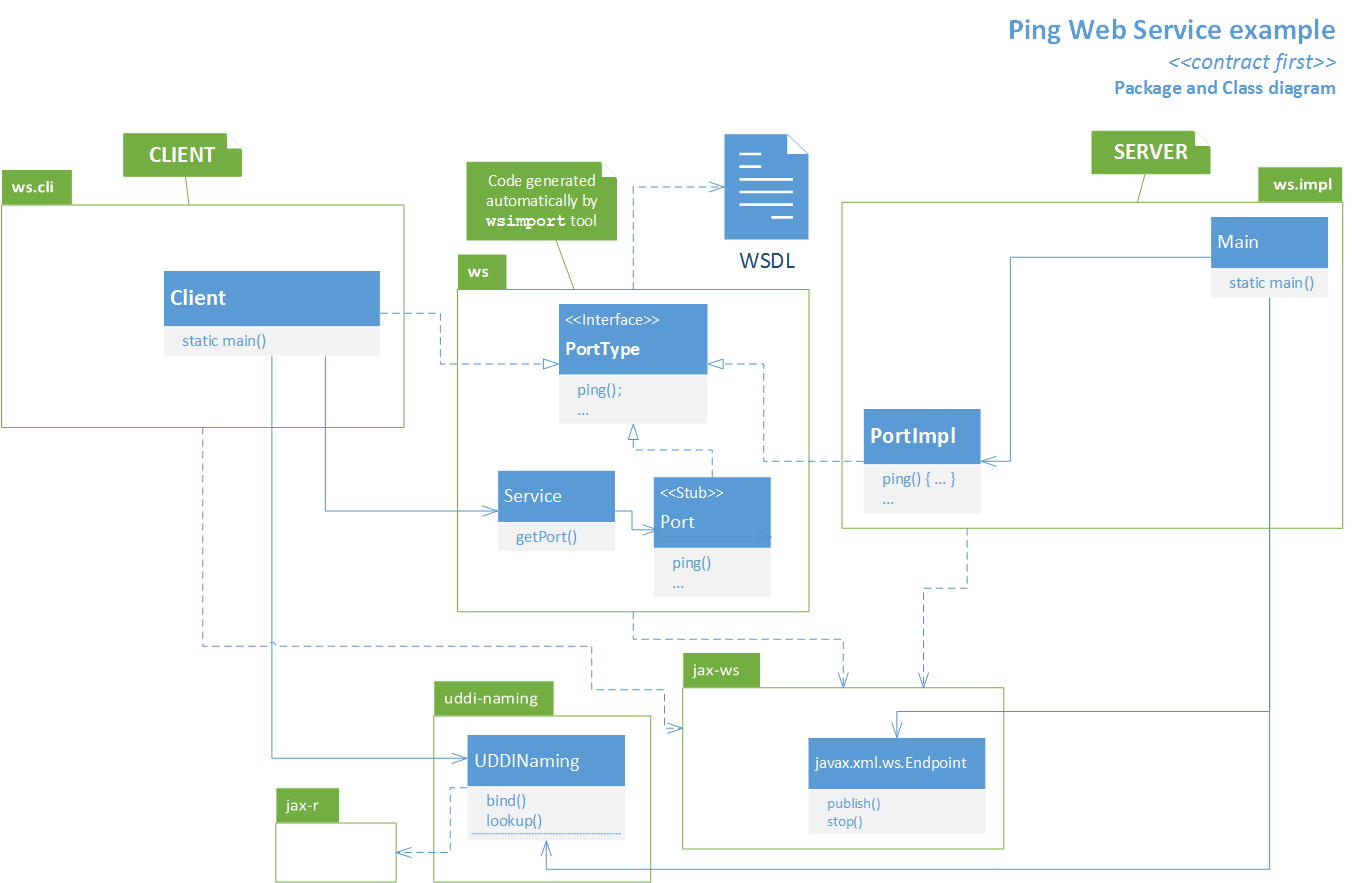 Ping Web Service example
<<contract first>>
Package and Class diagram
CLIENT
SERVER
ws.cli
ws.impl
Code generated
automatically by
wsimport tool
WSDL
Main
static main()
ws
Client
static main()
<<Interface>>
PortType
ping();
...
PortImpl
ping() { ... }
...
Service
getPort()
<<Stub>>
Port
ping()
...
jax-ws
uddi-naming
UDDINaming
bind()
lookup()
javax.xml.ws.Endpoint
publish()
stop()
jax-r